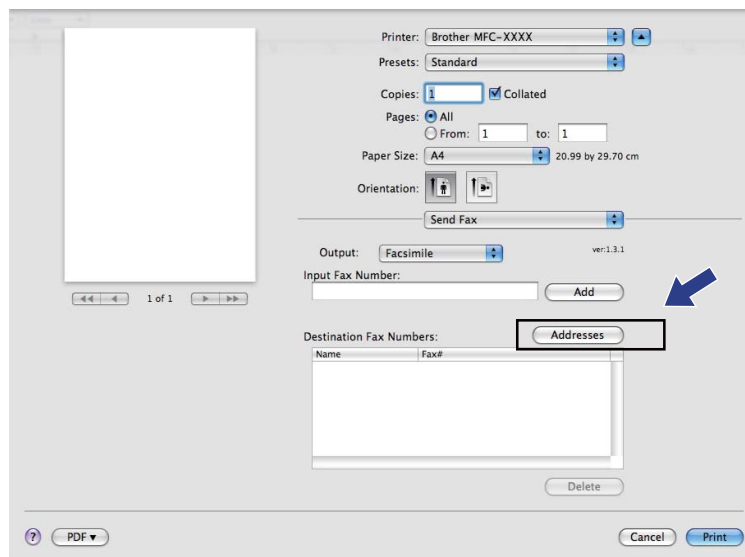 Printer: Brother MFC-XXXX
Presets: Standard
Copies: 1 Collated
Pages: All
From: 1 to: 1
Paper Size: A4 20.99 by 29.70 cm
Orientation:
Send Fax
Output: Facsimile ver:1.3.1
Input Fax Number:
Add
1 of 1
Destination Fax Numbers: Addresses
Name Fax#
Delete
? PDF Cancel Print